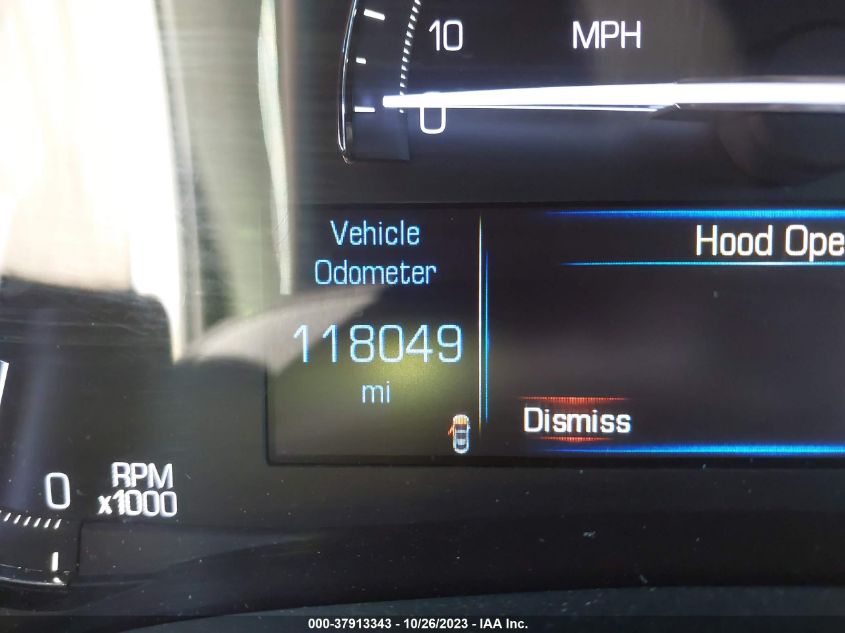 10 MPH
0
Vehicle
Odometer
Hood Ope
118049
mi
Dismiss
0 RPM
x1000
000-37913343 - 10/26/2023 - IAA Inc.